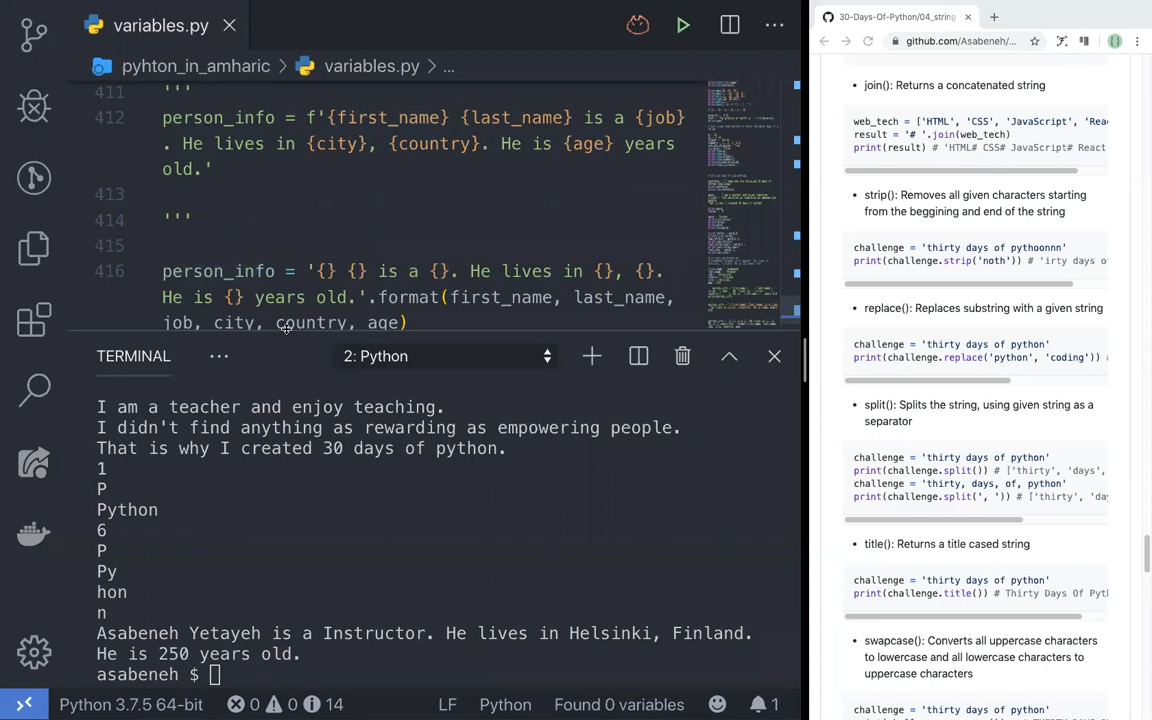 variables.py
pyhton_in_amharic > variables.py > ...
411 '''
412 person_info = f'{first_name} {last_name} is a {job}
. He lives in {city}, {country}. He is {age} years
old.'
413
414 '''
415
416 person_info = '{} {} is a {}. He lives in {}, {}.
He is {} years old.'.format(first_name, last_name,
job, city, country, age)
TERMINAL ... 2: Python
I am a teacher and enjoy teaching.
I didn't find anything as rewarding as empowering people.
That is why I created 30 days of python.
1
P
Python
6
P
Py
hon
n
Asabeneh Yetayeh is a Instructor. He lives in Helsinki, Finland.
He is 250 years old.
asabeneh $
Python 3.7.5 64-bit 0 0 14 LF Python Found 0 variables 1
30-Days-Of-Python/04_string
github.com/Asabeneh/...
join(): Returns a concatenated string
web_tech = ['HTML', 'CSS', 'JavaScript', 'Reac
result = '# '.join(web_tech)
print(result) # 'HTML# CSS# JavaScript# React
strip(): Removes all given characters starting
from the beggining and end of the string
challenge = 'thirty days of pythoonnn'
print(challenge.strip('noth')) # 'irty days o
replace(): Replaces substring with a given string
challenge = 'thirty days of python'
print(challenge.replace('python', 'coding')) #
split(): Splits the string, using given string as a
separator
challenge = 'thirty days of python'
print(challenge.split()) # ['thirty', 'days',
challenge = 'thirty, days, of, python'
print(challenge.split(', ')) # ['thirty', 'da
title(): Returns a title cased string
challenge = 'thirty days of python'
print(challenge.title()) # Thirty Days Of Pyt
swapcase(): Converts all uppercase characters
to lowercase and all lowercase characters to
uppercase characters
challenge = 'thirty days of python'